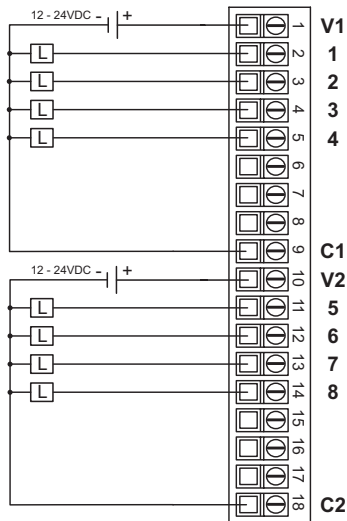 12 - 24VDC - + 1 V1
L 2 1
L 3 2
L 4 3
L 5 4
6
7
8
9 C1
12 - 24VDC - + 10 V2
L 11 5
L 12 6
L 13 7
L 14 8
15
16
17
18 C2